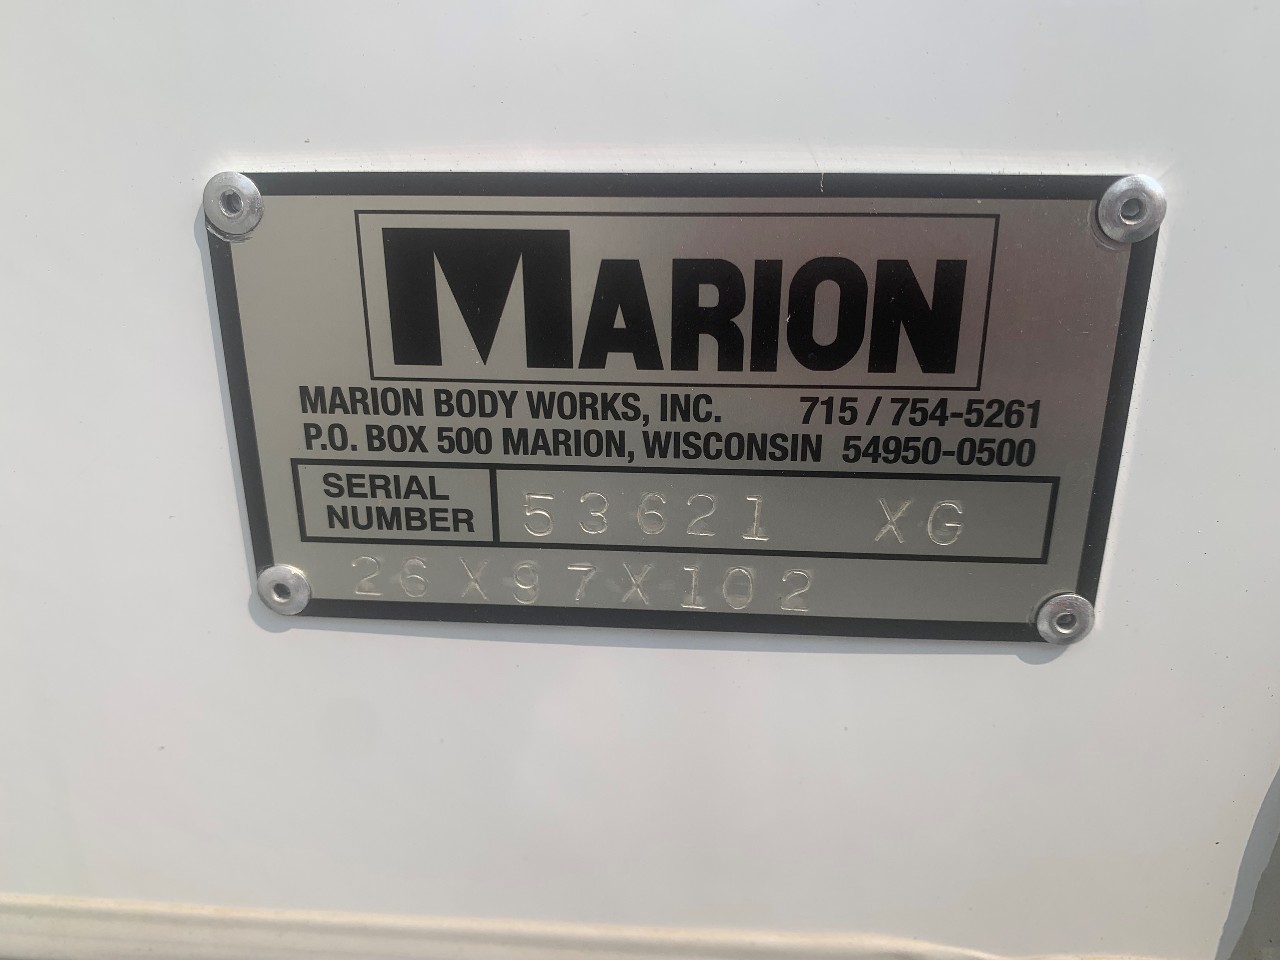 MARION
MARION BODY WORKS, INC. 715 / 754-5261
P.O. BOX 500 MARION, WISCONSIN 54950-0500
SERIAL NUMBER 53621 XG
26X97X102